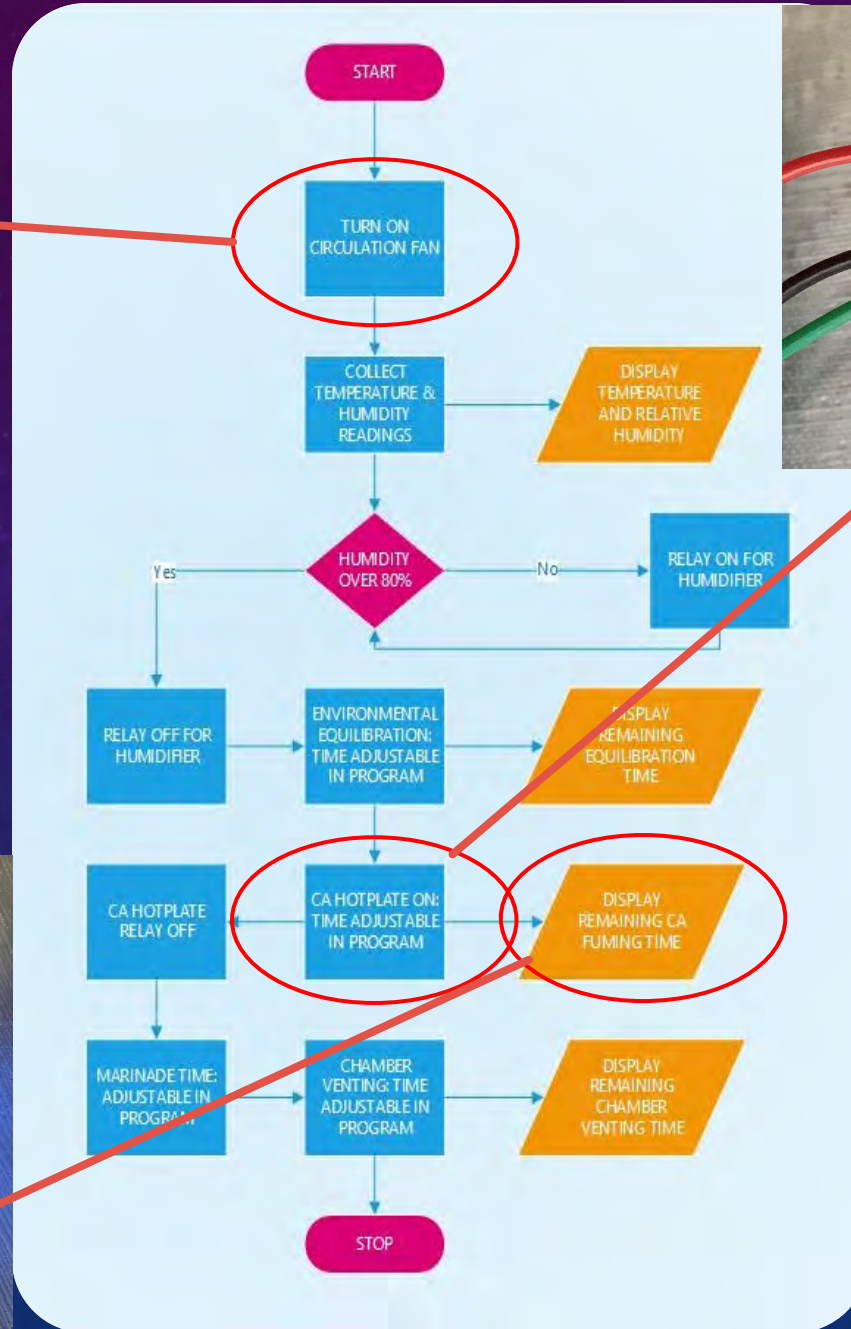 START
TURN ON
CIRCULATION FAN
COLLECT
TEMPERATURE &
HUMIDITY
READINGS
DISPLAY
TEMPERATURE
AND RELATIVE
HUMIDITY
HUMIDITY
OVER 80%
Yes
No
RELAY ON FOR
HUMIDIFIER
RELAY OFF FOR
HUMIDIFIER
ENVIRONMENTAL
EQUILIBRATION:
TIME ADJUSTABLE
IN PROGRAM
DISPLAY
REMAINING
EQUILIBRATION
TIME
CA HOTPLATE
RELAY OFF
CA HOTPLATE ON:
TIME ADJUSTABLE
IN PROGRAM
DISPLAY
REMAINING CA
FUMING TIME
MARINADE TIME:
ADJUSTABLE IN
PROGRAM
CHAMBER
VENTING: TIME
ADJUSTABLE IN
PROGRAM
DISPLAY
REMAINING
CHAMBER
VENTING TIME
STOP